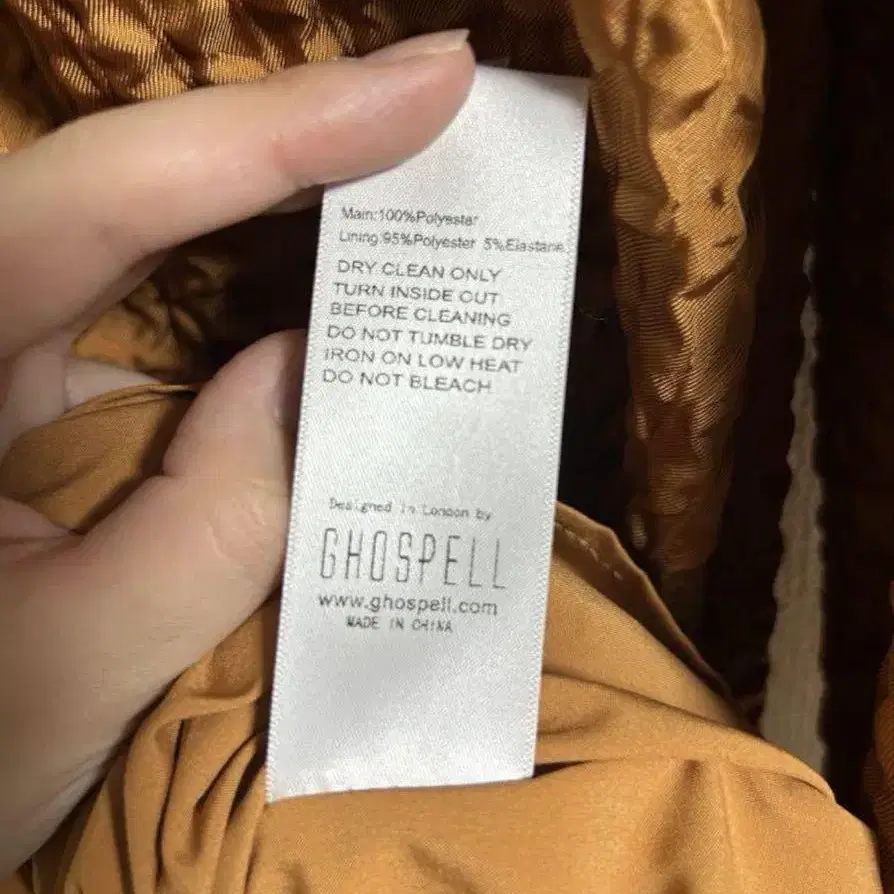 Main:100%Polyester
Lining:95%Polyester 5%Elastane
DRY CLEAN ONLY
TURN INSIDE OUT
BEFORE CLEANING
DO NOT TUMBLE DRY
IRON ON LOW HEAT
DO NOT BLEACH
Designed in London by
GHOSPELL
www.ghospell.com
MADE IN CHINA